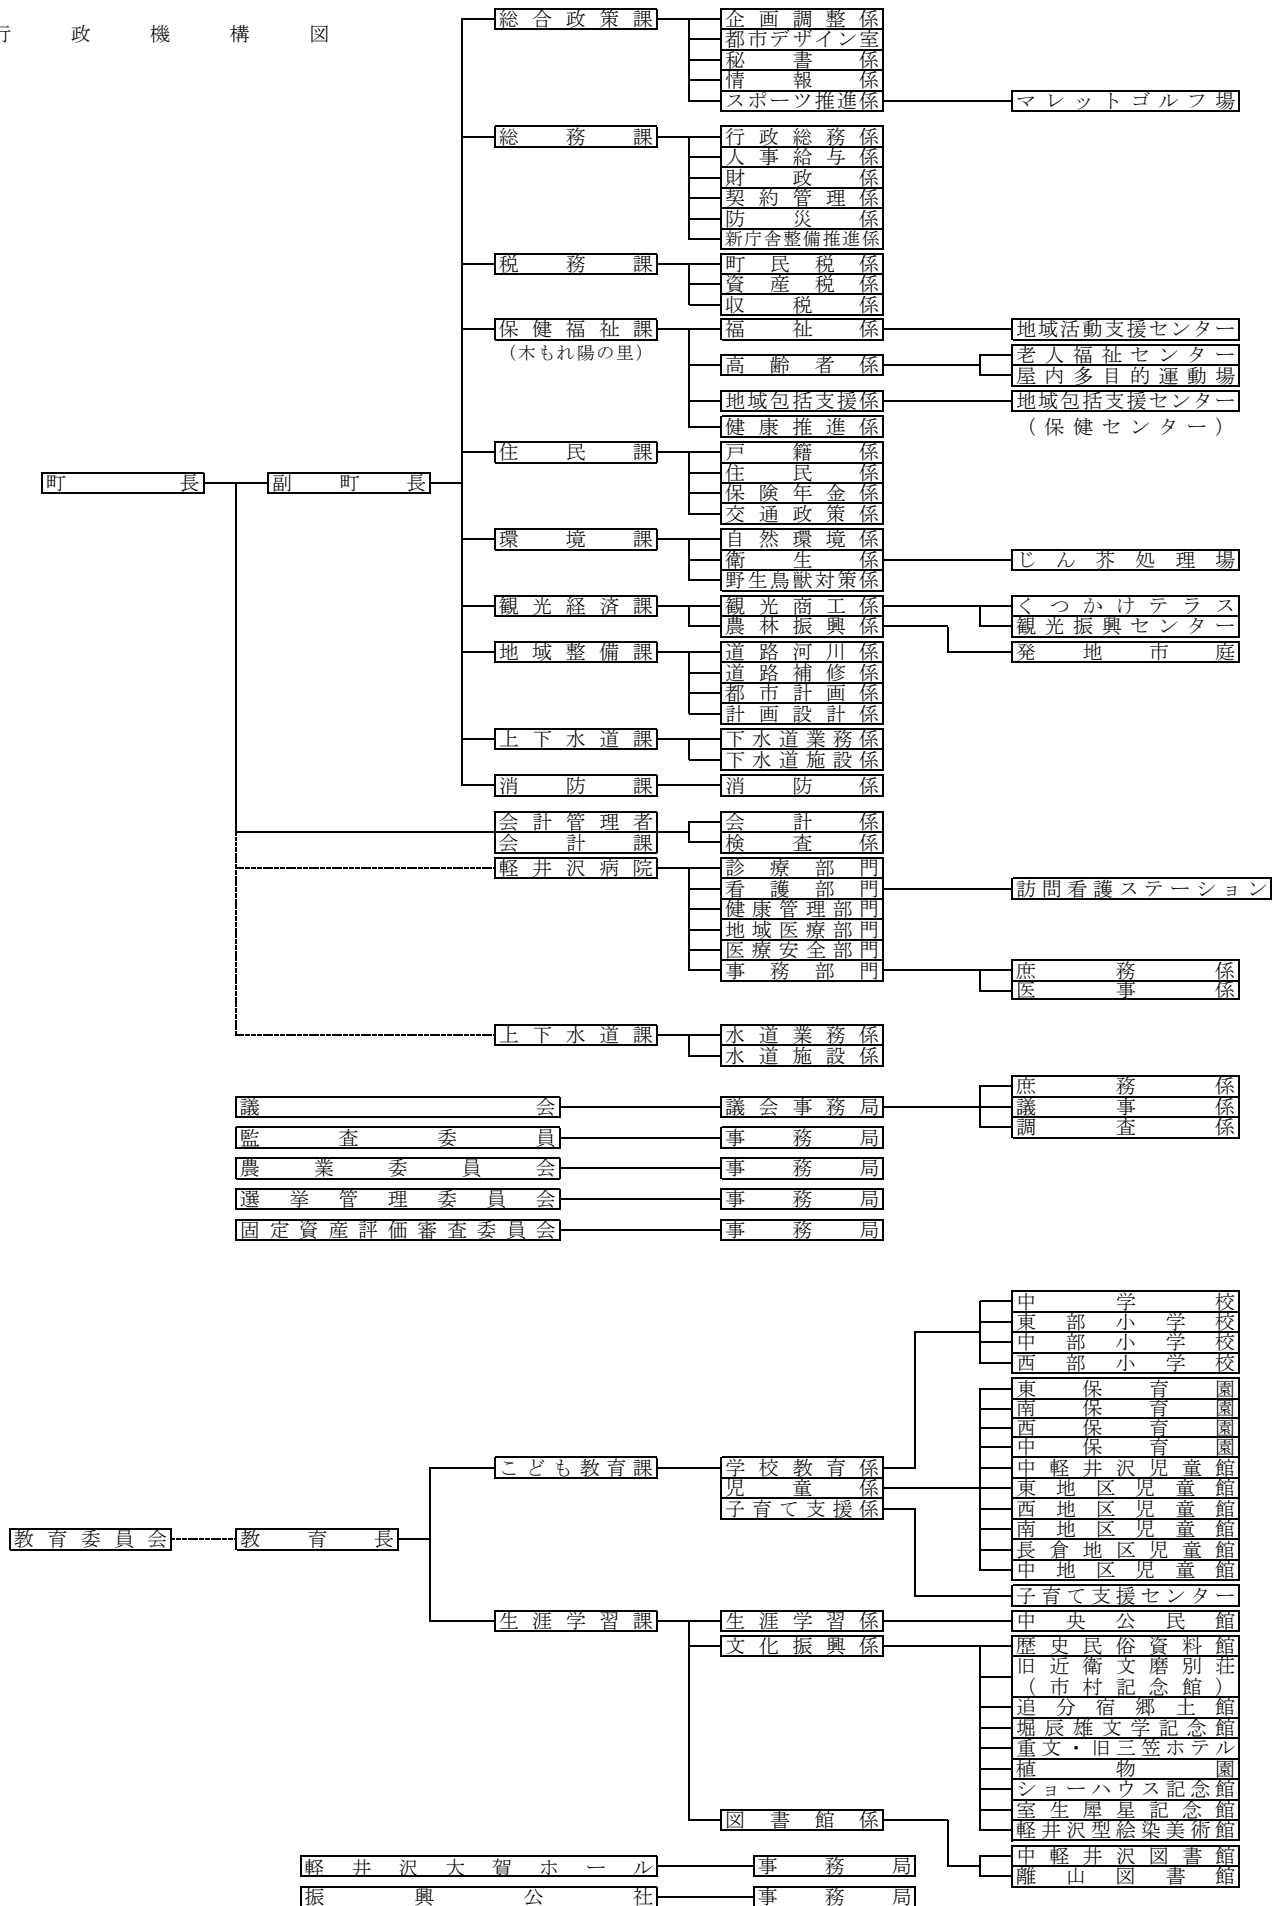 行政機構図
総合政策課
企画調整係
都市デザイン室
秘書係
情報係
スポーツ推進係
マレットゴルフ場
総務課
行政総務係
人事給与係
財政係
契約管理係
防災係
新庁舎整備推進係
税務課
町民税係
資産税係
収税係
保健福祉課
(木もれ陽の里)
福祉係
地域活動支援センター
高齢者係
老人福祉センター
屋内多目的運動場
地域包括支援係
地域包括支援センター
健康推進係
(保健センター)
町長
副町長
住民課
戸籍係
住民係
保険年金係
交通政策係
環境課
自然環境係
衛生係
じん芥処理場
野生鳥獣対策係
観光経済課
観光商工係
くつかけテラス
観光振興センター
農林振興係
発地市庭
地域整備課
道路河川係
道路補修係
都市計画係
計画設計係
上下水道課
下水道業務係
下水道施設係
消防課
消防係
会計管理者
会計課
会計係
検査係
軽井沢病院
診療部門
看護部門
訪問看護ステーション
健康管理部門
地域医療部門
医療安全部門
事務部門
庶務係
医事係
上下水道課
水道業務係
水道施設係
議会
議会事務局
庶務係
議事係
調査係
監査委員
事務局
農業委員会
事務局
選挙管理委員会
事務局
固定資産評価審査委員会
事務局
教育委員会
教育長
こども教育課
学校教育係
児童係
子育て支援係
中学校
東部小学校
中部小学校
西部小学校
東保育園
南保育園
西保育園
中保育園
中軽井沢児童館
東地区児童館
西地区児童館
南地区児童館
長倉地区児童館
中地区児童館
子育て支援センター
生涯学習課
生涯学習係
中央公民館
文化振興係
歴史民俗資料館
旧近衛文麿別荘
(市村記念館)
追分宿郷土館
堀辰雄文学記念館
重文・旧三笠ホテル
植物園
ショーハウス記念館
室生犀星記念館
軽井沢型絵染美術館
図書館係
中軽井沢図書館
離山図書館
軽井沢大賀ホール
事務局
振興公社
事務局